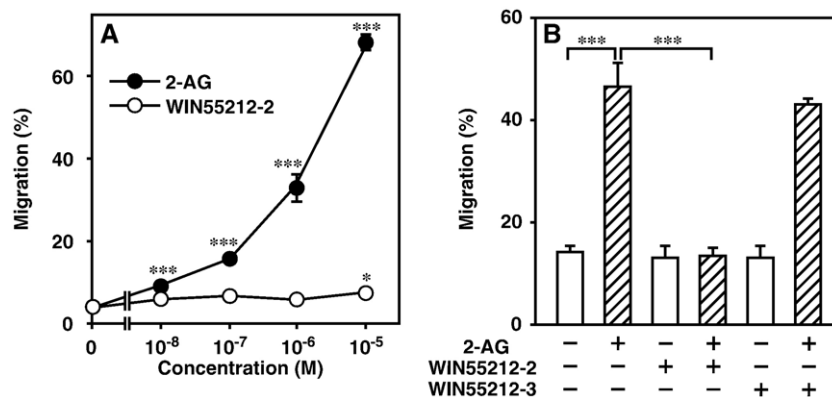 A
2-AG
WIN55212-2
***
***
***
***
*
Migration (%)
60
40
20
0
0 10-8 10-7 10-6 10-5
Concentration (M)
B
*** ***
Migration (%)
60
40
20
0
2-AG − + − + − +
WIN55212-2 − − + + − −
WIN55212-3 − − − − + +